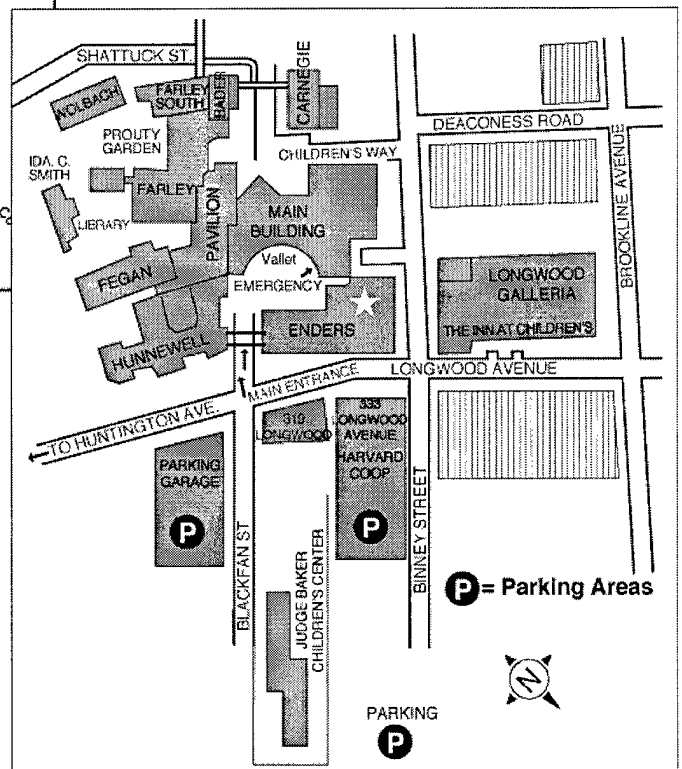 SHATTUCK ST.
WOLBACH
FARLEY
SOUTH
BADER
CARNEGIE
DEACONESS ROAD
PROUTY
GARDEN
CHILDREN'S WAY
IDA. C.
SMITH
FARLEY
LIBRARY
PAVILION
MAIN
BUILDING
BROOKLINE AVENUE
FEGAN
Vallet
EMERGENCY
LONGWOOD
GALLERIA
ENDERS
THE INN AT CHILDREN'S
HUNNEWELL
MAIN ENTRANCE
LONGWOOD AVENUE
TO HUNTINGTON AVE.
319
LONGWOOD
333
LONGWOOD
AVENUE
HARVARD
COOP
PARKING
GARAGE
P
P
BLACKFAN ST
JUDGE BAKER
CHILDREN'S CENTER
BINNEY STREET
P = Parking Areas
N
PARKING
P